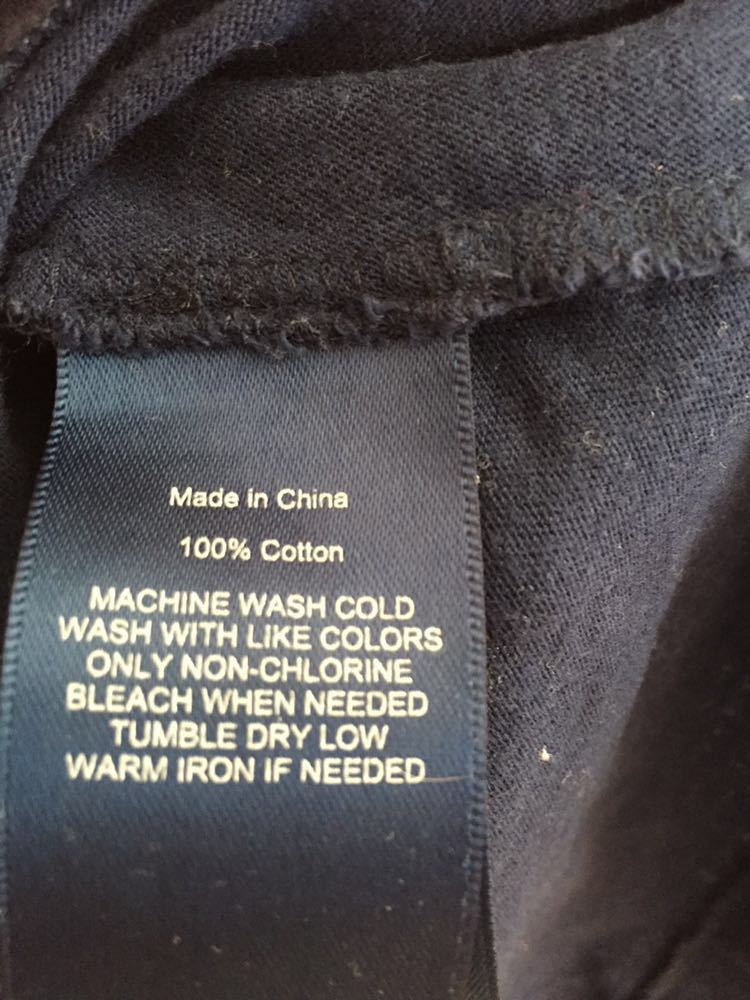 Made in China
100% Cotton
MACHINE WASH COLD
WASH WITH LIKE COLORS
ONLY NON-CHLORINE
BLEACH WHEN NEEDED
TUMBLE DRY LOW
WARM IRON IF NEEDED